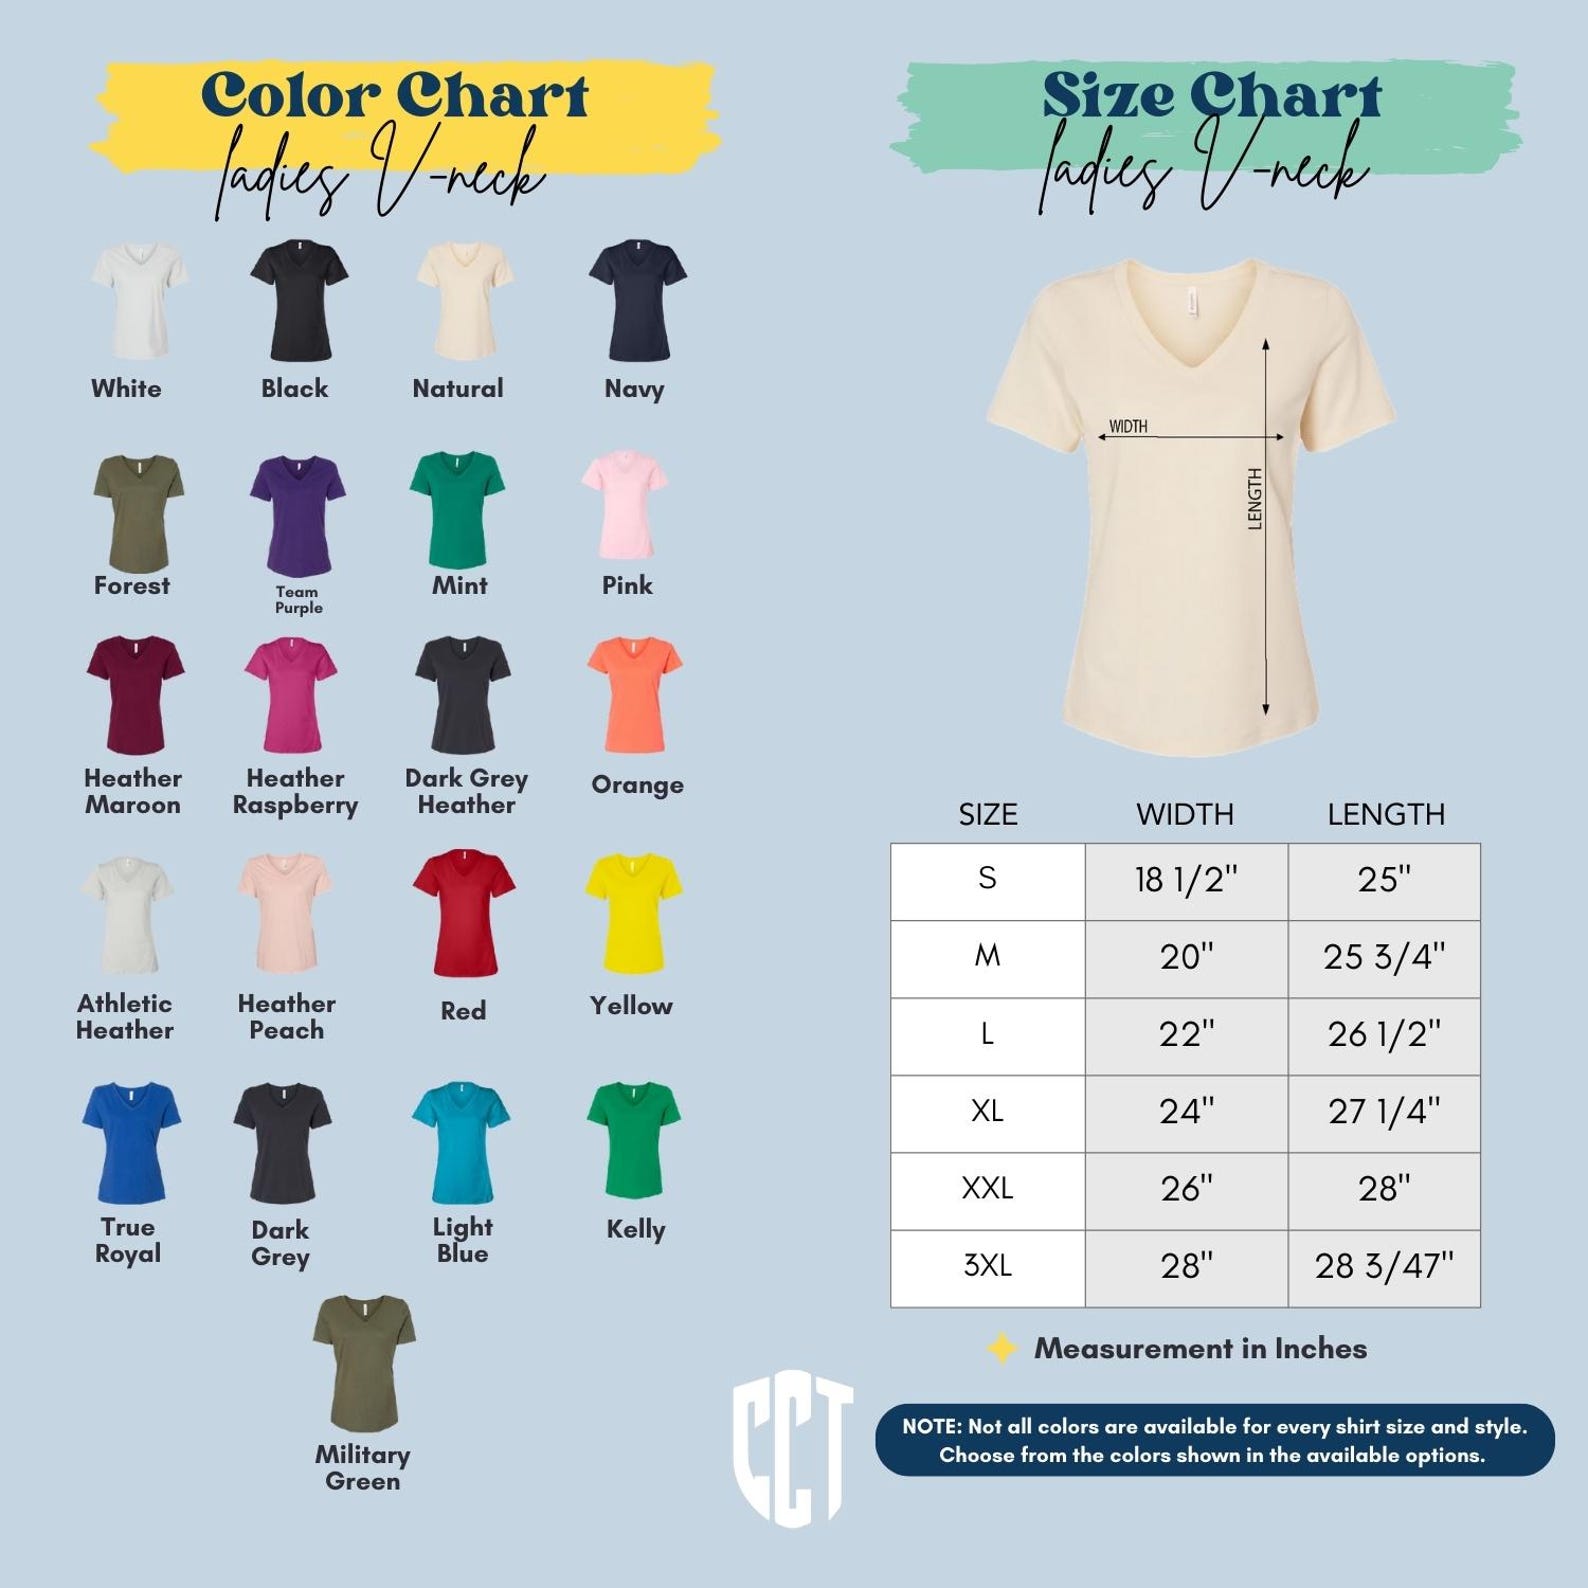 Color Chart
ladies V-neck
White
Black
Natural
Navy
Forest
Team
Purple
Mint
Pink
Heather
Maroon
Heather
Raspberry
Dark Grey
Heather
Orange
Athletic
Heather
Heather
Peach
Red
Yellow
True
Royal
Dark
Grey
Light
Blue
Kelly
Military
Green
CCT
Size Chart
ladies V-neck
WIDTH
LENGTH
SIZE WIDTH LENGTH
S 18 1/2" 25"
M 20" 25 3/4"
L 22" 26 1/2"
XL 24" 27 1/4"
XXL 26" 28"
3XL 28" 28 3/47"
Measurement in Inches
NOTE: Not all colors are available for every shirt size and style.
Choose from the colors shown in the available options.